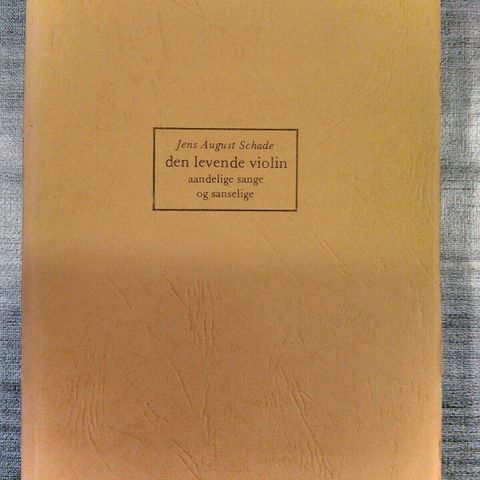 Jens August Schade
den levende violin
aandelige sange
og sanselige